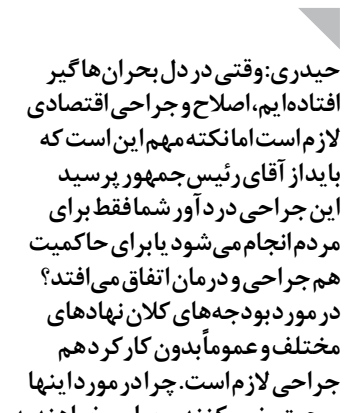 حیدری: وقتی در دل بحران‌ها گیر
افتاده‌ایم، اصلاح و جراحی اقتصادی
لازم است اما نکته مهم این است که
باید از آقای رئیس جمهور پرسید
این جراحی درد آور شما فقط برای
مردم انجام می‌شود یا برای حاکمیت
هم جراحی و درمان اتفاق می‌افتد؟
در مورد بودجه‌های کلان نهادهای
مختلف و عموماً بدون کارکرد هم
جراحی لازم است. چرا در مورد اینها